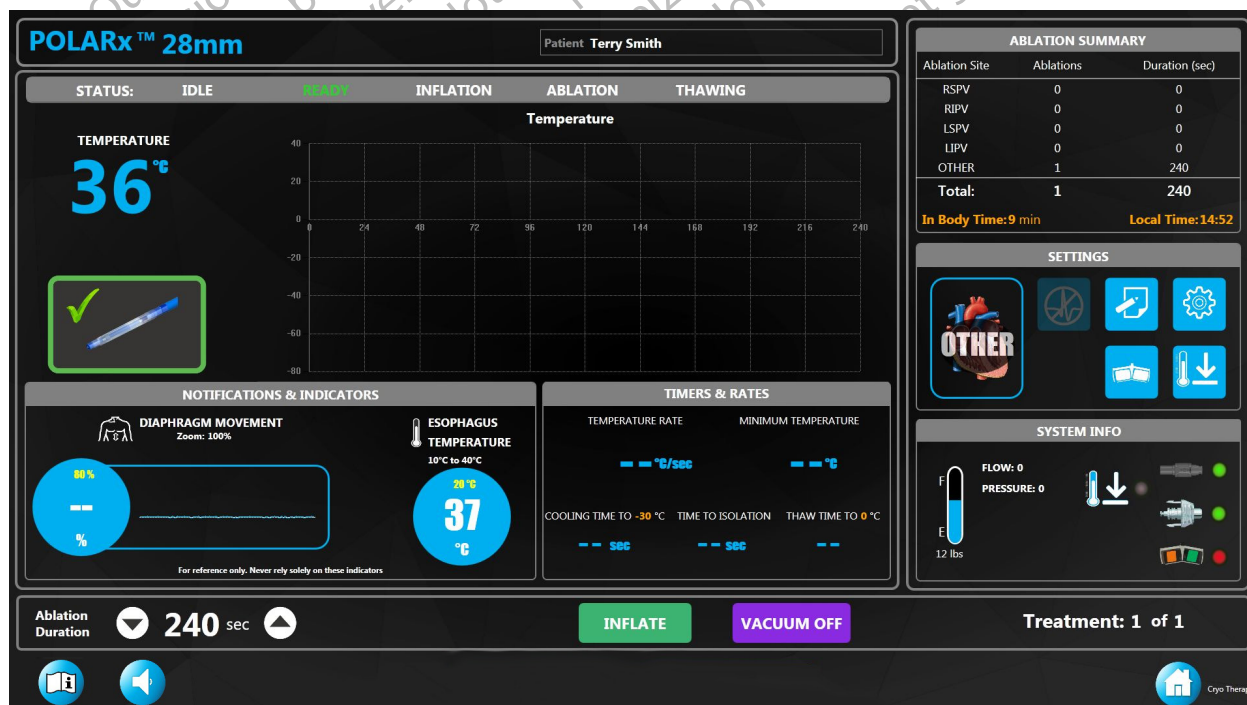 POLARx™ 28mm
Patient Terry Smith
STATUS: IDLE READY INFLATION ABLATION THAWING
TEMPERATURE
36°C
Temperature
40
20
0
-20
-40
-60
-80
0 24 48 72 96 120 144 168 192 216 240
NOTIFICATIONS & INDICATORS
DIAPHRAGM MOVEMENT
Zoom: 100%
80 %
--
%
ESOPHAGUS
TEMPERATURE
10°C to 40°C
20 °C
37
°C
For reference only. Never rely solely on these indicators
TIMERS & RATES
TEMPERATURE RATE MINIMUM TEMPERATURE
-- °C/sec -- °C
COOLING TIME TO -30 °C TIME TO ISOLATION THAW TIME TO 0 °C
-- sec -- sec --
ABLATION SUMMARY
Ablation Site Ablations Duration (sec)
RSPV 0 0
RIPV 0 0
LSPV 0 0
LIPV 0 0
OTHER 1 240
Total: 1 240
In Body Time: 9 min Local Time: 14:52
SETTINGS
OTHER
SYSTEM INFO
F
E
12 lbs
FLOW: 0
PRESSURE: 0
Ablation
Duration
240 sec
INFLATE
VACUUM OFF
Treatment: 1 of 1
Cryo